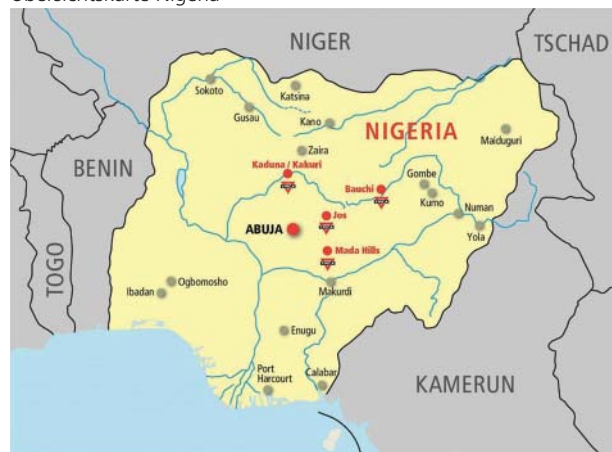 Übersichtskarte Nigeria
NIGER
TSCHAD
Sokoto
Katsina
Gusau
Kano
NIGERIA
Maiduguri
BENIN
Zaira
Kaduna / Kakuri
Bauchi
Gombe
Kumo
Numan
Jos
Yola
ABUJA
TOGO
Mada Hills
Ogbomosho
Ibadan
Makurdi
Enugu
Port
Harcourt
Calabar
KAMERUN